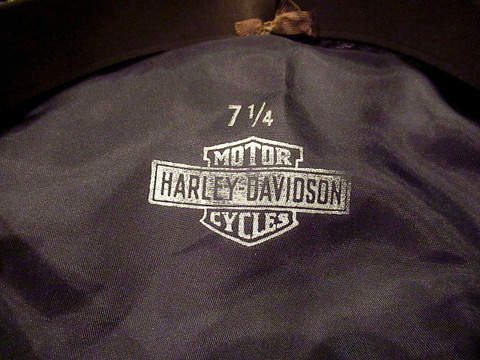 7 1/4
MOTOR
HARLEY-DAVIDSON
CYCLES